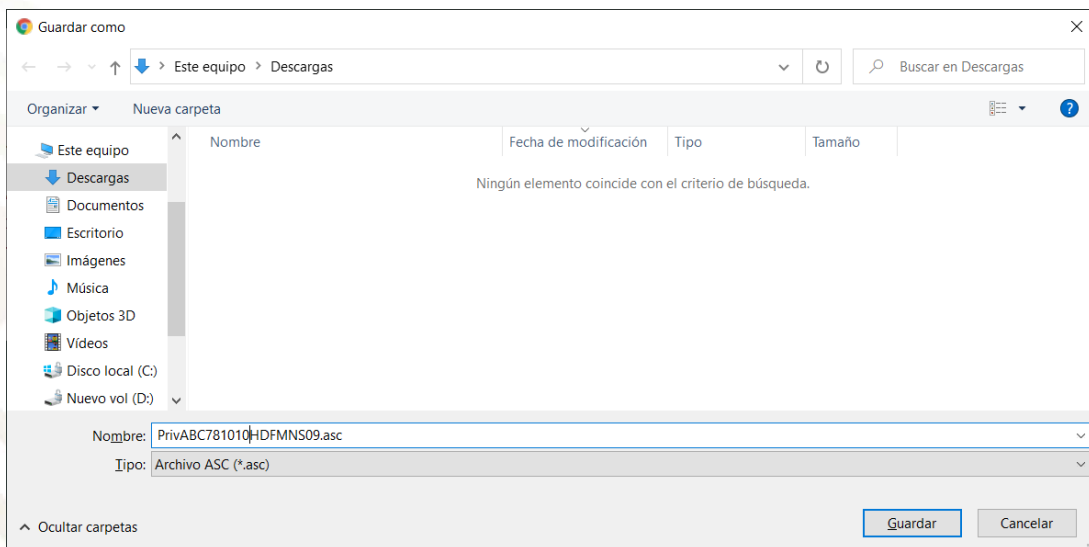 Guardar como
Este equipo > Descargas
Buscar en Descargas
Organizar
Nueva carpeta
?
Nombre
Fecha de modificación
Tipo
Tamaño
Este equipo
Descargas
Ningún elemento coincide con el criterio de búsqueda.
Documentos
Escritorio
Imágenes
Música
Objetos 3D
Vídeos
Disco local (C:)
Nuevo vol (D:)
Nombre: PrivABC781010HDFMNS09.asc
Tipo: Archivo ASC (*.asc)
Ocultar carpetas
Guardar
Cancelar